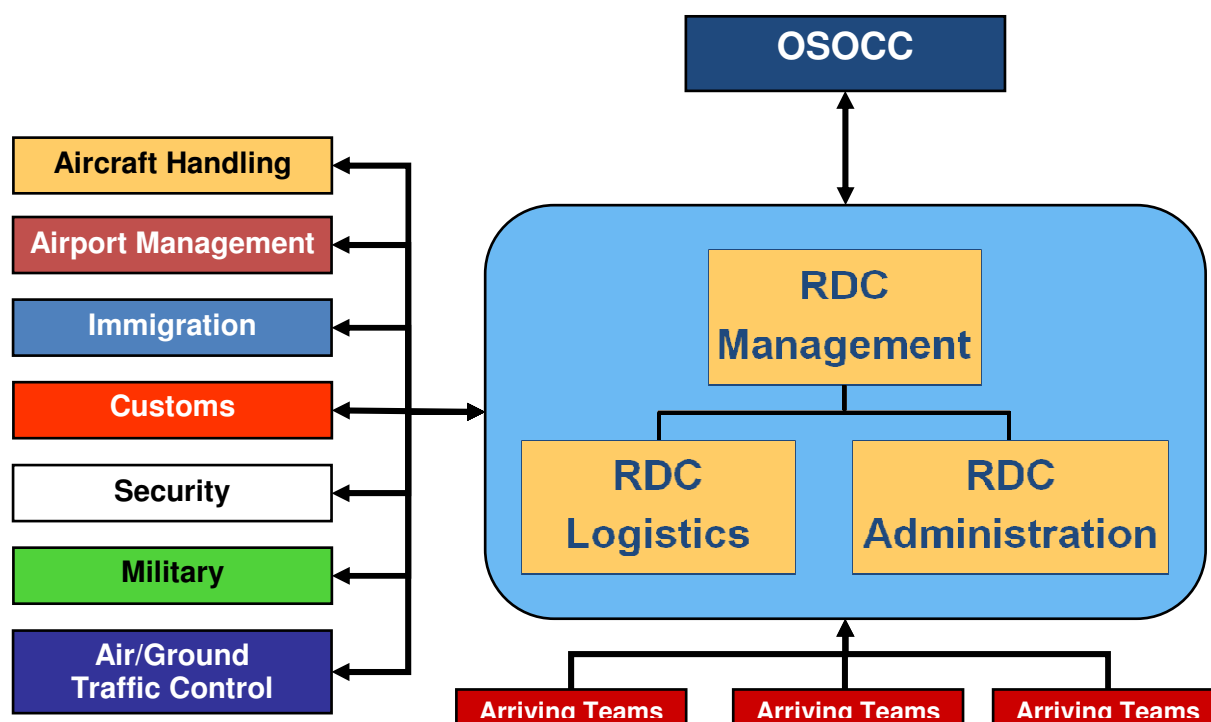 OSOCC
Aircraft Handling
Airport Management
Immigration
Customs
Security
Military
Air/Ground
Traffic Control
RDC
Management
RDC
Logistics
RDC
Administration
Arriving Teams
Arriving Teams
Arriving Teams